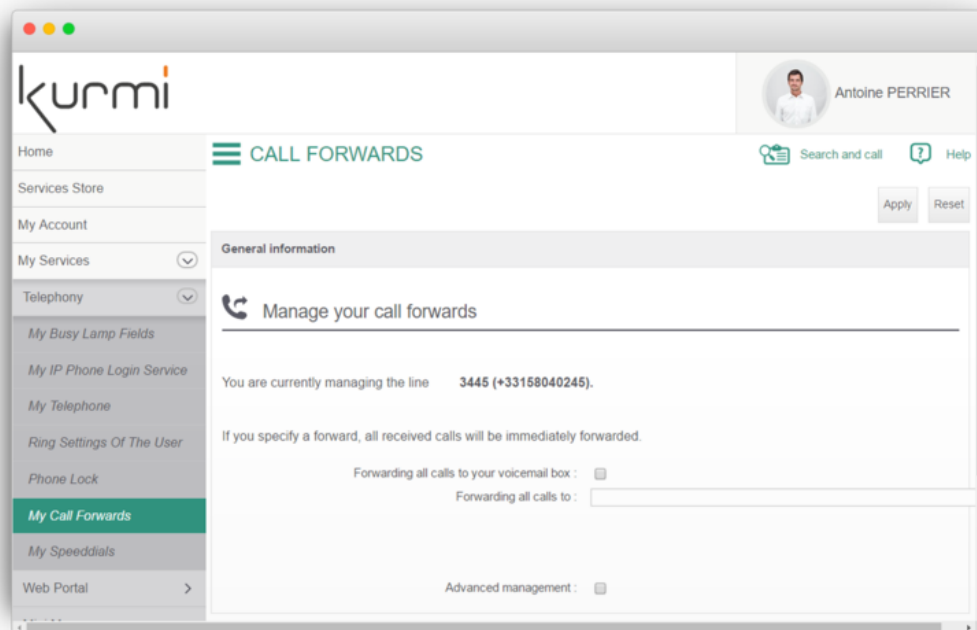 kurmi
Antoine PERRIER
Home
Services Store
My Account
My Services
Telephony
My Busy Lamp Fields
My IP Phone Login Service
My Telephone
Ring Settings Of The User
Phone Lock
My Call Forwards
My Speeddials
Web Portal
CALL FORWARDS
Search and call
? Help
Apply Reset
General information
Manage your call forwards
You are currently managing the line 3445 (+33158040245).
If you specify a forward, all received calls will be immediately forwarded.
Forwarding all calls to your voicemail box :
Forwarding all calls to :
Advanced management :